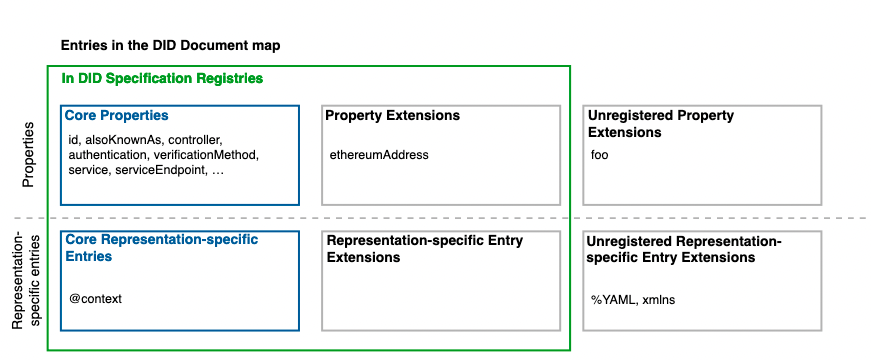 Entries in the DID Document map
In DID Specification Registries
Properties
Core Properties
id, alsoKnownAs, controller,
authentication, verificationMethod,
service, serviceEndpoint, …
Property Extensions
ethereumAddress
Unregistered Property
Extensions
foo
Representation-
specific entries
Core Representation-specific
Entries
@context
Representation-specific Entry
Extensions
Unregistered Representation-
specific Entry Extensions
%YAML, xmlns